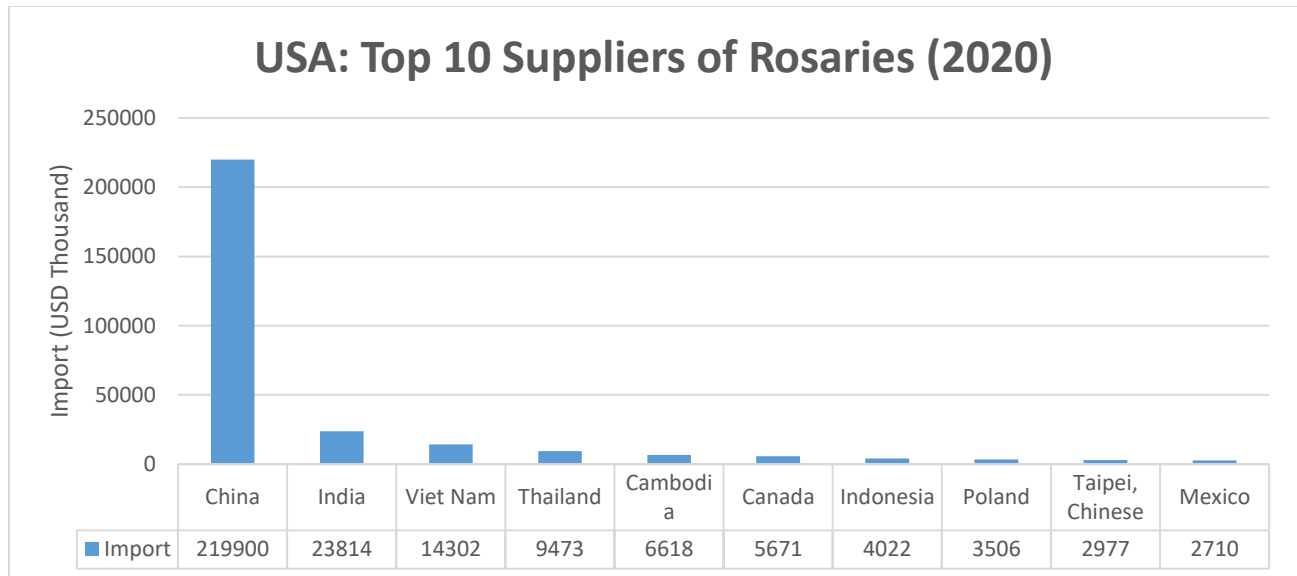 USA: Top 10 Suppliers of Rosaries (2020)
Import (USD Thousand)
250000
200000
150000
100000
50000
0
China India Viet Nam Thailand Cambodi
a Canada Indonesia Poland Taipei,
Chinese Mexico
Import 219900 23814 14302 9473 6618 5671 4022 3506 2977 2710